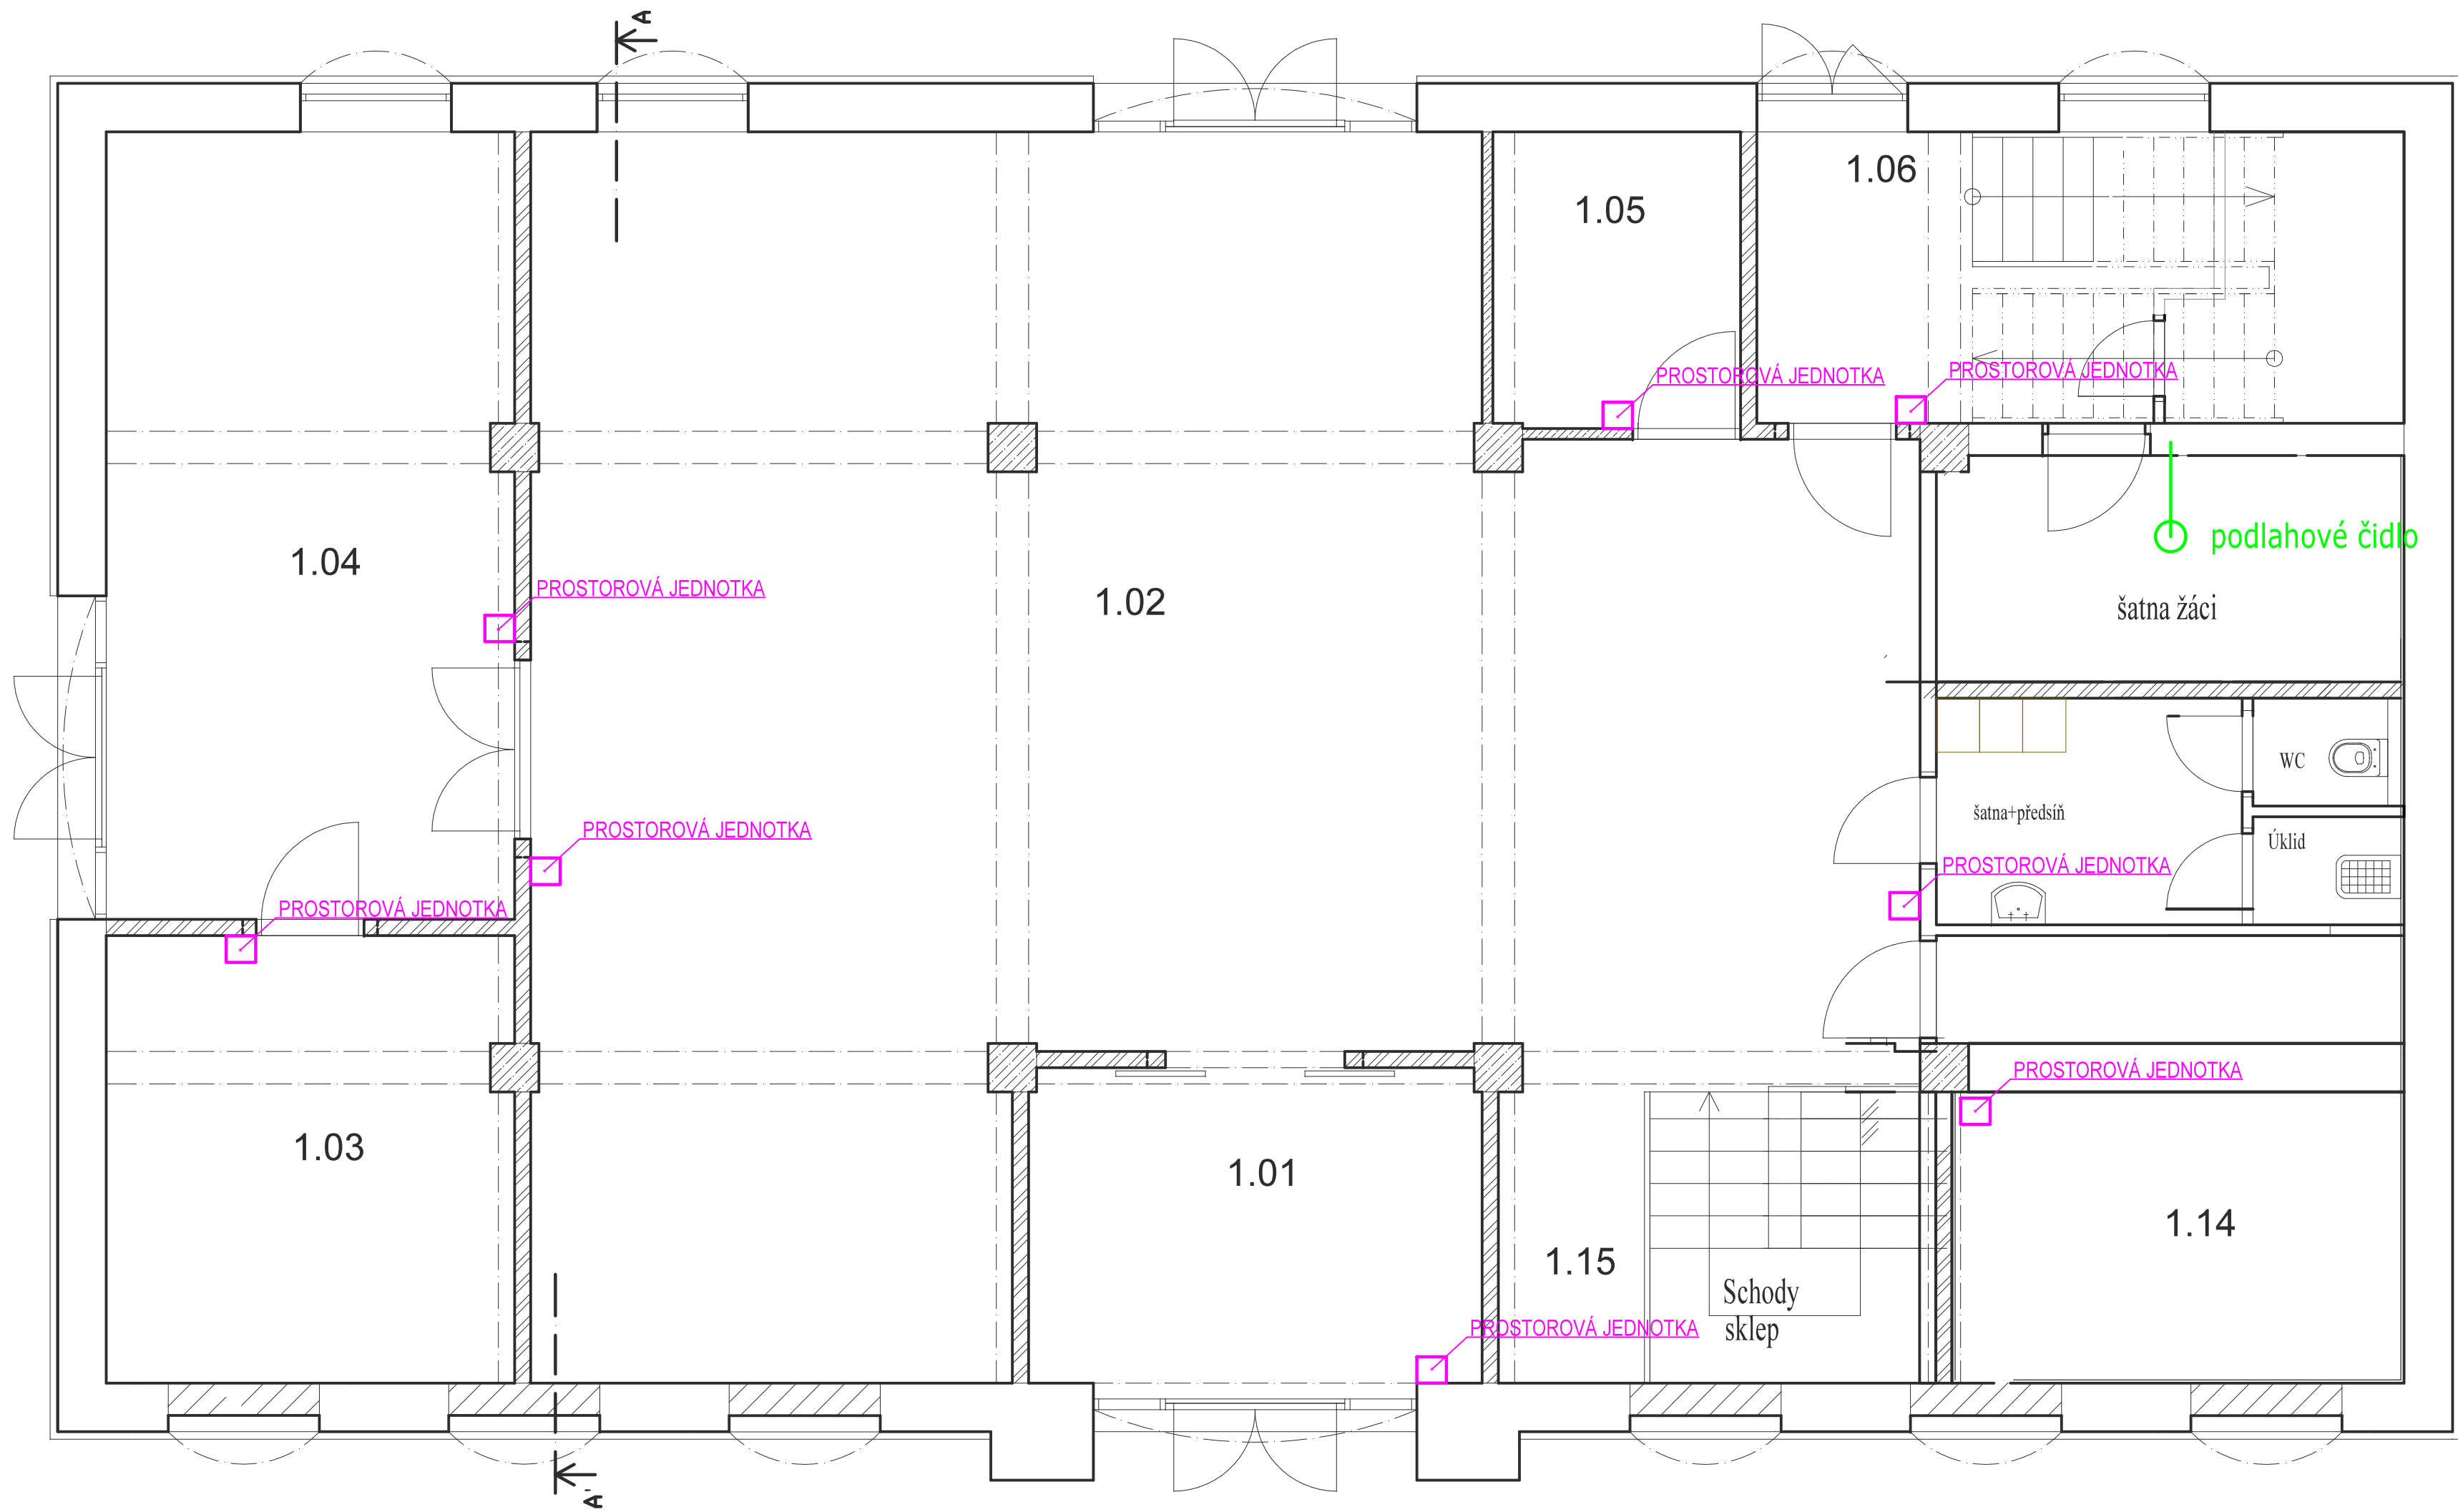 A
1.06
1.05
PROSTOROVÁ JEDNOTKA
PROSTOROVÁ JEDNOTKA
podlahové čidlo
1.04
PROSTOROVÁ JEDNOTKA
1.02
šatna žáci
WC
šatna+předsíň
Úklid
PROSTOROVÁ JEDNOTKA
PROSTOROVÁ JEDNOTKA
PROSTOROVÁ JEDNOTKA
PROSTOROVÁ JEDNOTKA
1.03
1.01
1.14
1.15
Schody
sklep
PROSTOROVÁ JEDNOTKA
A'